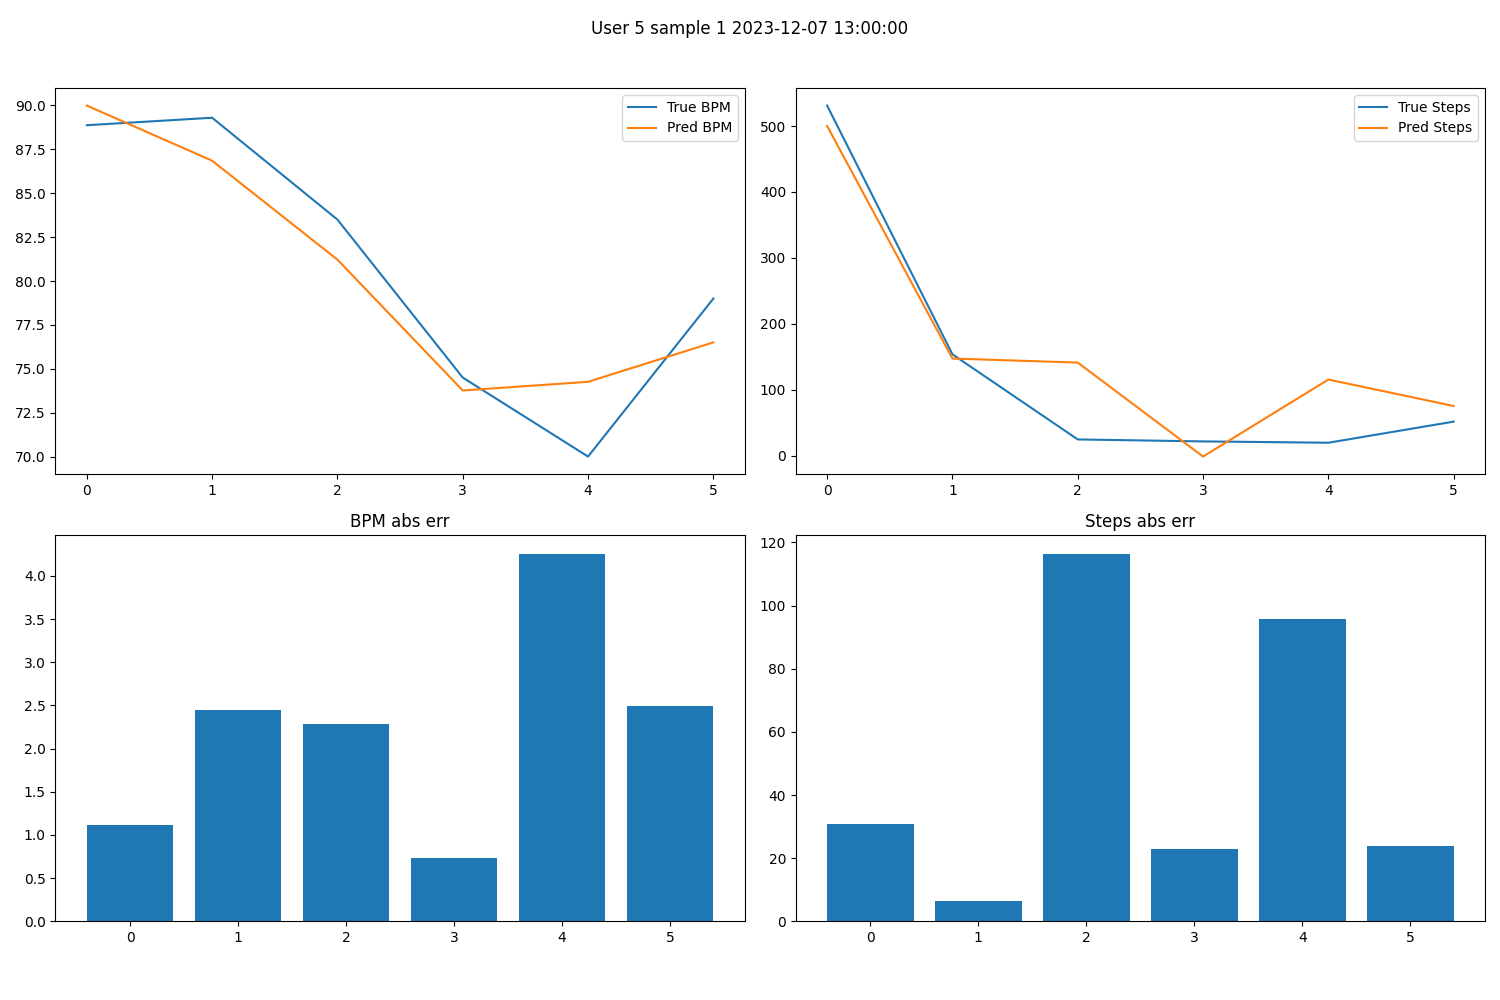 User 5 sample 1 2023-12-07 13:00:00
True BPM
Pred BPM
90.0
87.5
85.0
82.5
80.0
77.5
75.0
72.5
70.0
0 1 2 3 4 5
True Steps
Pred Steps
500
400
300
200
100
0
0 1 2 3 4 5
BPM abs err
4.0
3.5
3.0
2.5
2.0
1.5
1.0
0.5
0.0
0 1 2 3 4 5
Steps abs err
120
100
80
60
40
20
0
0 1 2 3 4 5